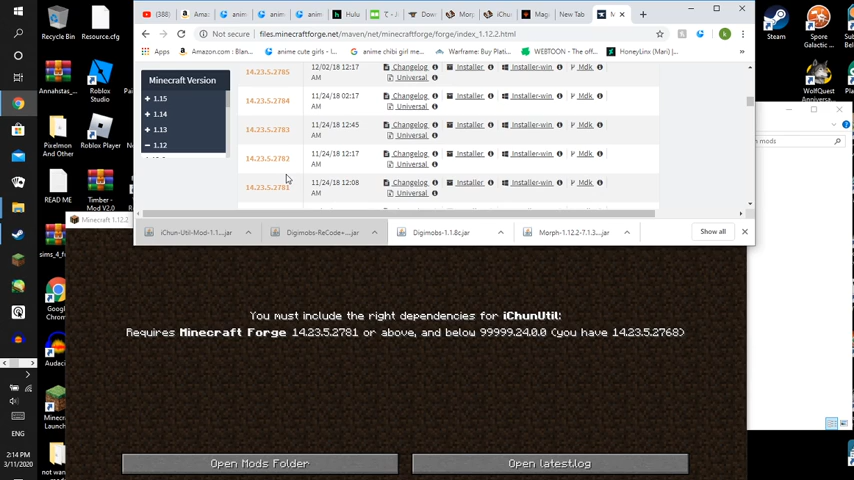 Recycle Bin
Resource.cfg
Roblox Studio
Pixelmon And Other
Roblox Player
READ ME
Audac
ENG
2:14 PM
3/11/2020
(388)
Hulu
New Tab
Not secure
files.minecraftforge.net/maven/net/minecraftforge/forge/index_1.12.2.html
Apps
Amazon.com: Blan...
anime cute girls - l...
anime chibi girl me...
Warframe: Buy Plati...
WEBTOON - The off...
HoneyLinx (Mari) |...
Minecraft Version
1.15
1.14
1.13
1.12
14.23.5.2785 12/02/18 12:17 AM Changelog Installer Installer-win Mdk
Universal
14.23.5.2784 11/24/18 02:17 AM Changelog Installer Installer-win Mdk
Universal
14.23.5.2783 11/24/18 12:45 AM Changelog Installer Installer-win Mdk
Universal
14.23.5.2782 11/24/18 12:17 AM Changelog Installer Installer-win Mdk
Universal
14.23.5.2781 11/24/18 12:08 AM Changelog Installer Installer-win Mdk
Universal
iChun-Util-Mod-1.1....jar
Digimobs-ReCode+....jar
Digimobs-1.1.8c.jar
Morph-1.12.2-7.1.3....jar
Show all
Minecraft 1.12.2
You must include the right dependencies for iChunUtil:
Requires Minecraft Forge 14.23.5.2781 or above, and below 99999.24.0.0 (you have 14.23.5.2768)
Open Mods Folder
Open latest.log
Steam
Spore Galactic ...
WolfQuest Anniversa...